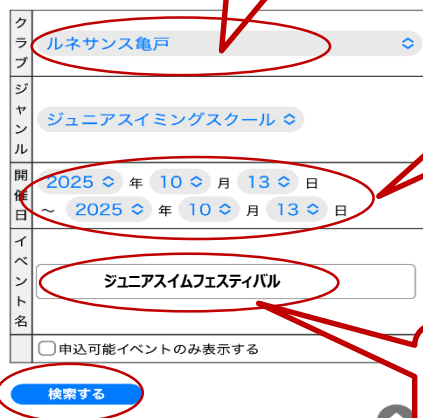 クラブ
ルネサンス亀戸
ジャンル
ジュニアスイミングスクール
開催日
2025 年 10 月 13 日
～ 2025 年 10 月 13 日
イベント名
ジュニアスイムフェスティバル
申込可能イベントのみ表示する
検索する